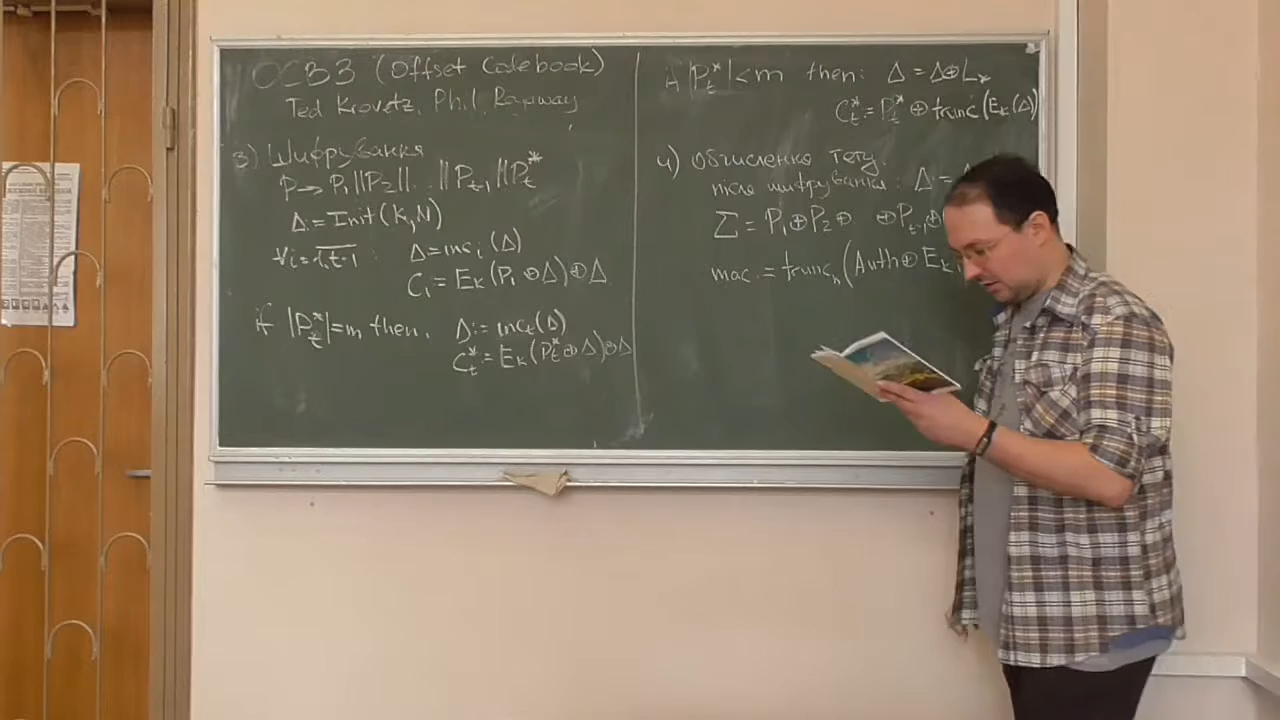 OCB3 (Offset Codebook)
Ted Krovetz, Phil Rogaway
3) Шифрування
P → P₁||P₂||...||Pₜ₋₁||Pₜ*
Δ := Init(K,N)
∀i = 1,t-1 : Δ = incᵢ(Δ)
Cᵢ = Eₖ(Pᵢ⊕Δ)⊕Δ
if |Pₜ*|=m then: Δ := incₜ(Δ)
Cₜ* = Eₖ(Pₜ*⊕Δ)⊕Δ
|Pₜ*|<m then: Δ = Δ⊕L*
Cₜ* := Pₜ* ⊕ trunc(Eₖ(Δ)
4) Обчислення тегу.
після шифрування: Δ :=
Σ = P₁⊕P₂⊕ ⊕Pₜ₋₁⊕
mac := truncₙ(Auth⊕Eₖ